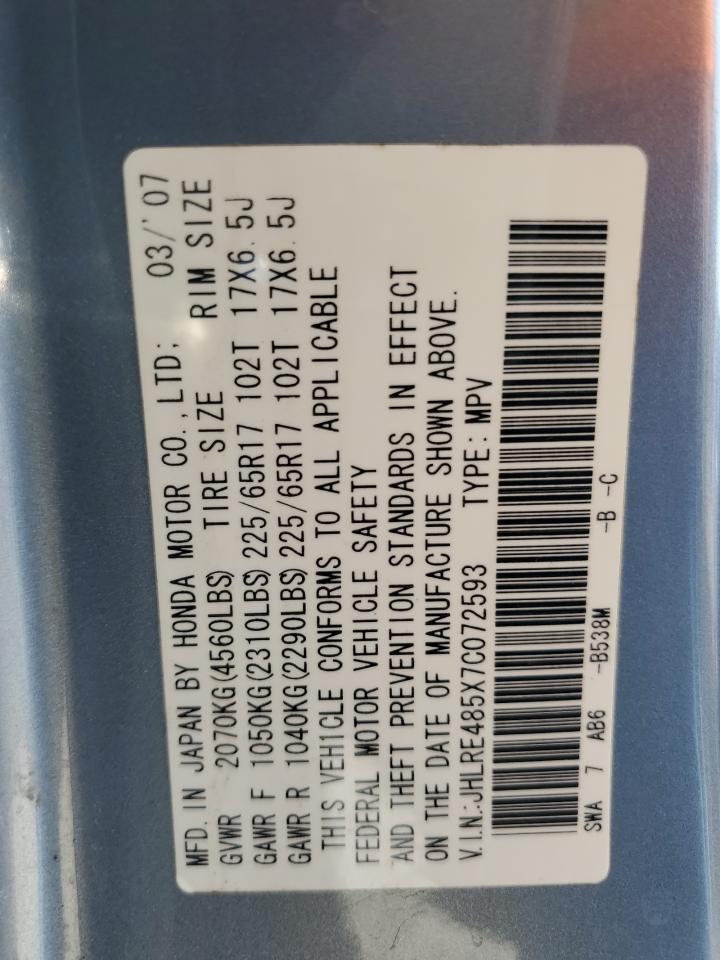 MFD. IN JAPAN BY HONDA MOTOR CO.,LTD; 03/'07
GVWR 2070KG(4560LBS) TIRE SIZE RIM SIZE
GAWR F 1050KG(2310LBS)225/65R17 102T 17X6.5J
GAWR R 1040KG(2290LBS)225/65R17 102T 17X6.5J
THIS VEHICLE CONFORMS TO ALL APPLICABLE
FEDERAL MOTOR VEHICLE SAFETY
AND THEFT PREVENTION STANDARDS IN EFFECT
ON THE DATE OF MANUFACTURE SHOWN ABOVE.
V.I.N.:JHLRE485X7C072593 TYPE:MPV
SWA 7 AB6 -B538M -B -C